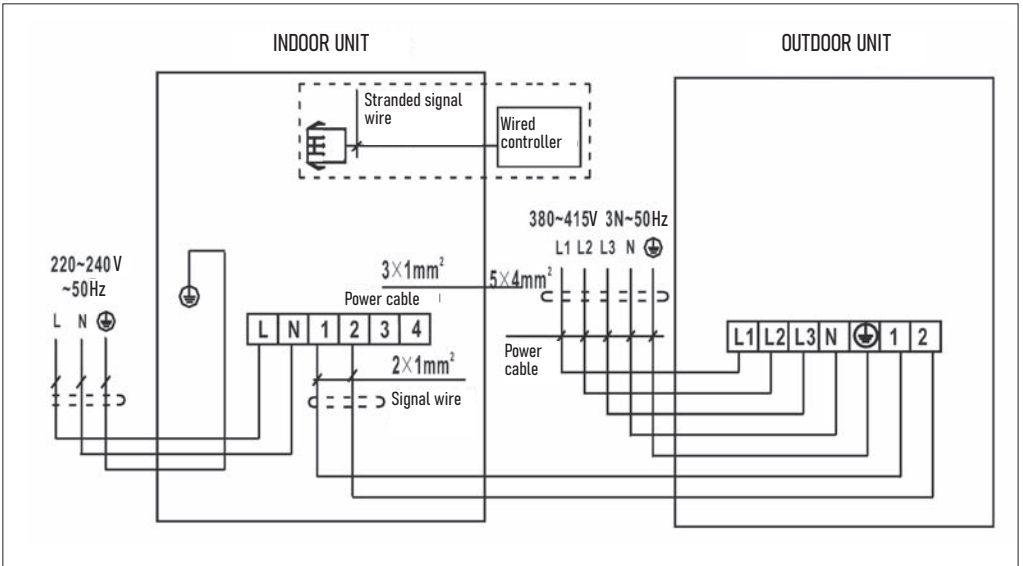 INDOOR UNIT
OUTDOOR UNIT
Stranded signal
wire
Wired
controller
380~415V 3N~50Hz
L1 L2 L3 N
220~240V
~50Hz
L N
3×1mm²
5×4mm²
Power cable
L N 1 2 3 4
L1 L2 L3 N 1 2
Power
cable
2×1mm²
Signal wire